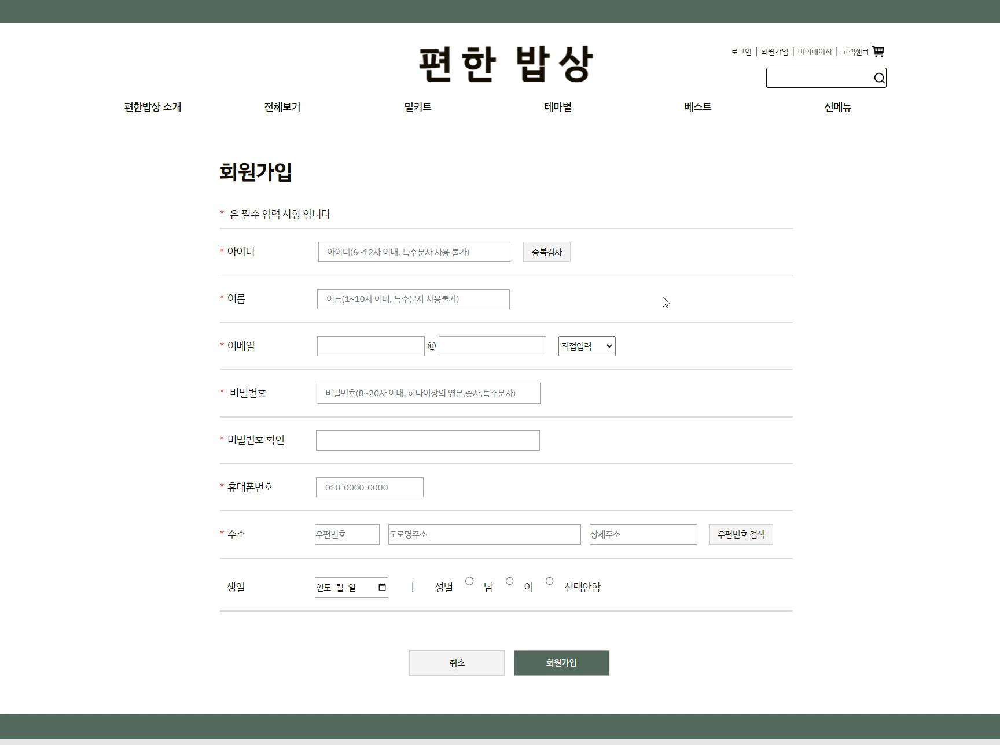 편한 밥상
로그인 | 회원가입 | 마이페이지 | 고객센터
편한밥상 소개 전체보기 밀키트 테마별 베스트 신메뉴
회원가입
* 은 필수 입력 사항 입니다
* 아이디 아이디(6~12자 이내, 특수문자 사용 불가) 중복검사
* 이름 이름(1~10자 이내, 특수문자 사용불가)
* 이메일 @ 직접입력
* 비밀번호 비밀번호(8~20자 이내, 하나이상의 영문,숫자,특수문자)
* 비밀번호 확인
* 휴대폰번호 010-0000-0000
* 주소 우편번호 도로명주소 상세주소 우편번호 검색
생일 연도-월-일 | 성별 남 여 선택안함
취소 회원가입